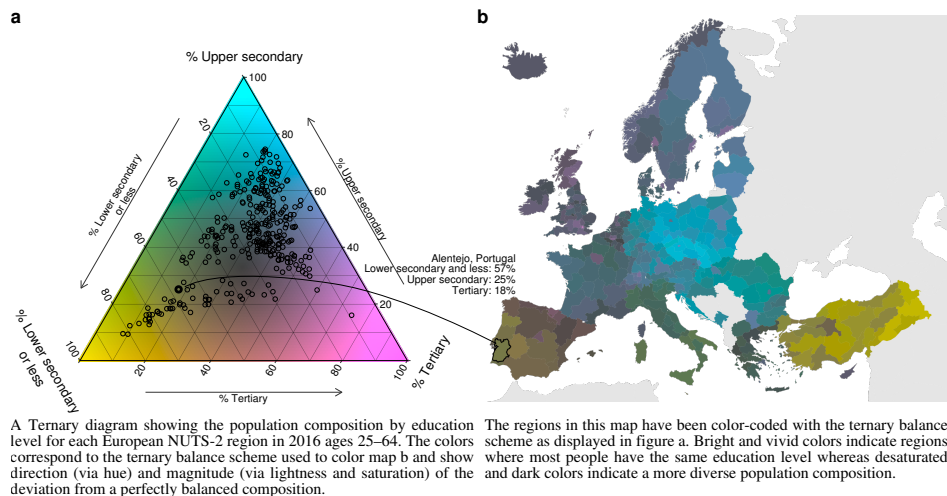 a
% Upper secondary
100
80
60
40
20
20
40
60
80
100
20
40
60
80
100
% Lower secondary
or less
% Upper secondary
% Tertiary
% Lower secondary
or less
% Tertiary
A Ternary diagram showing the population composition by education
level for each European NUTS-2 region in 2016 ages 25–64. The colors
correspond to the ternary balance scheme used to color map b and show
direction (via hue) and magnitude (via lightness and saturation) of the
deviation from a perfectly balanced composition.
b
Alentejo, Portugal
Lower secondary and less: 57%
Upper secondary: 25%
Tertiary: 18%
The regions in this map have been color-coded with the ternary balance
scheme as displayed in figure a. Bright and vivid colors indicate regions
where most people have the same education level whereas desaturated
and dark colors indicate a more diverse population composition.